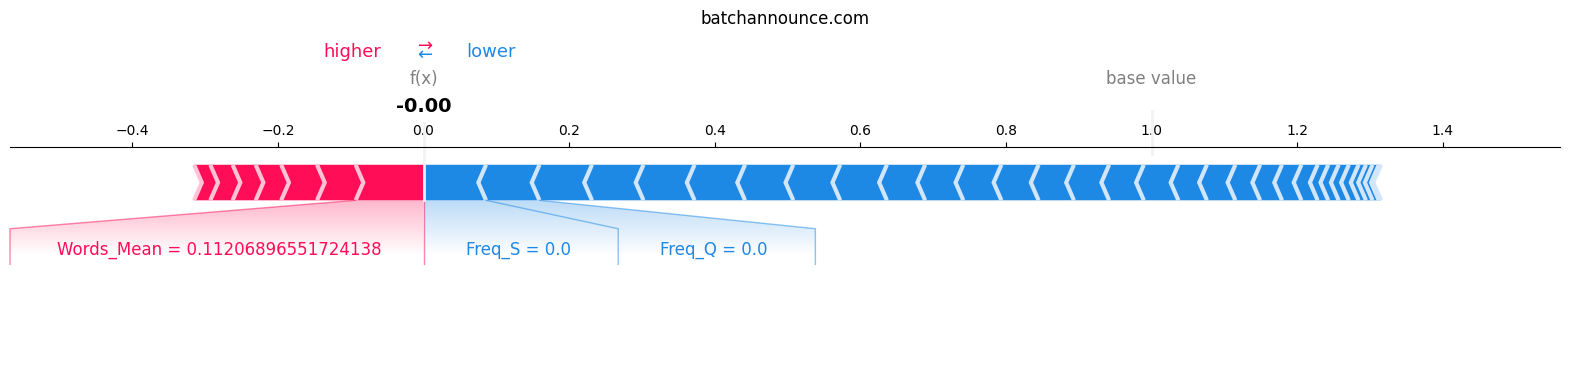 batchannounce.com
higher ⇄ lower
f(x) base value
-0.00
−0.4 −0.2 0.0 0.2 0.4 0.6 0.8 1.0 1.2 1.4
Words_Mean = 0.11206896551724138 Freq_S = 0.0 Freq_Q = 0.0